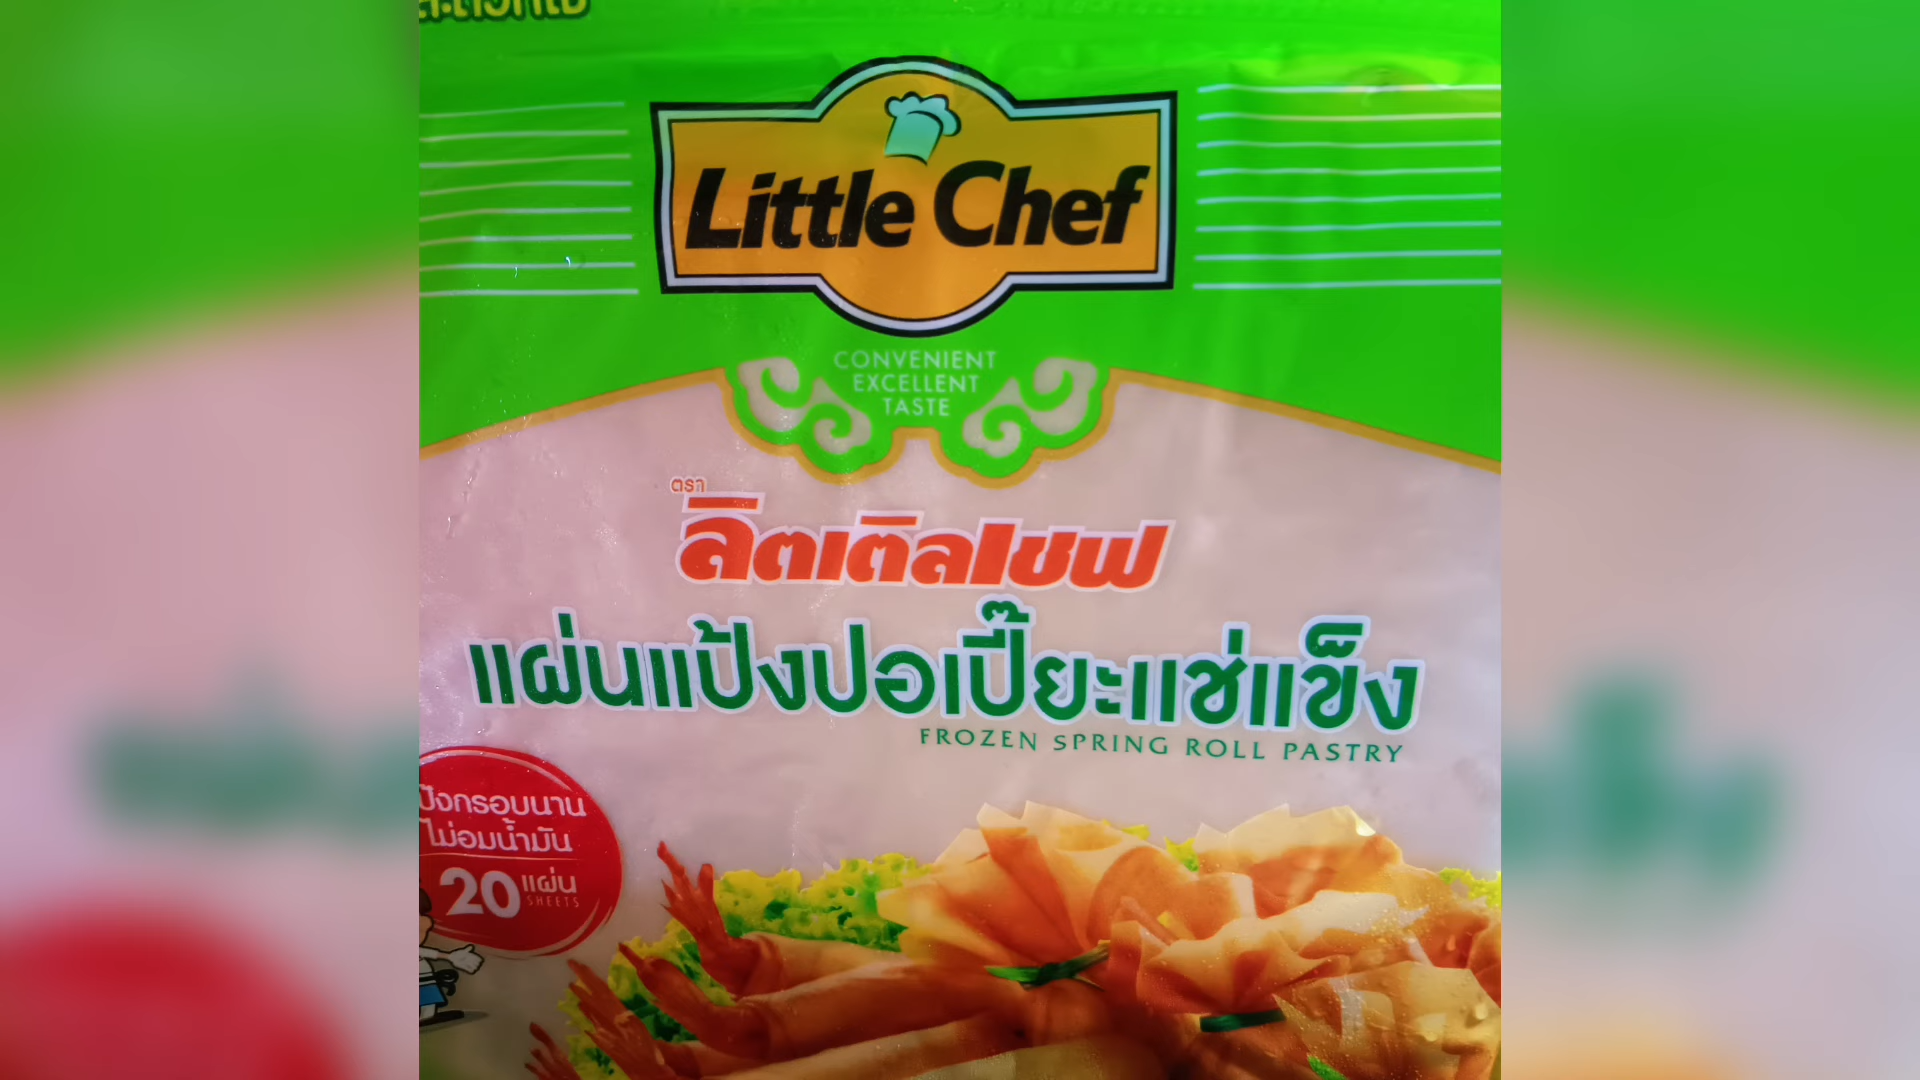 Little Chef
CONVENIENT
EXCELLENT
TASTE
ตรา
ลิตเติลเชฟ
แผ่นแป้งปอเปี๊ยะแช่แข็ง
FROZEN SPRING ROLL PASTRY
ปังกรอบนาน
ไม่อมน้ำมัน
20 แผ่น
SHEETS